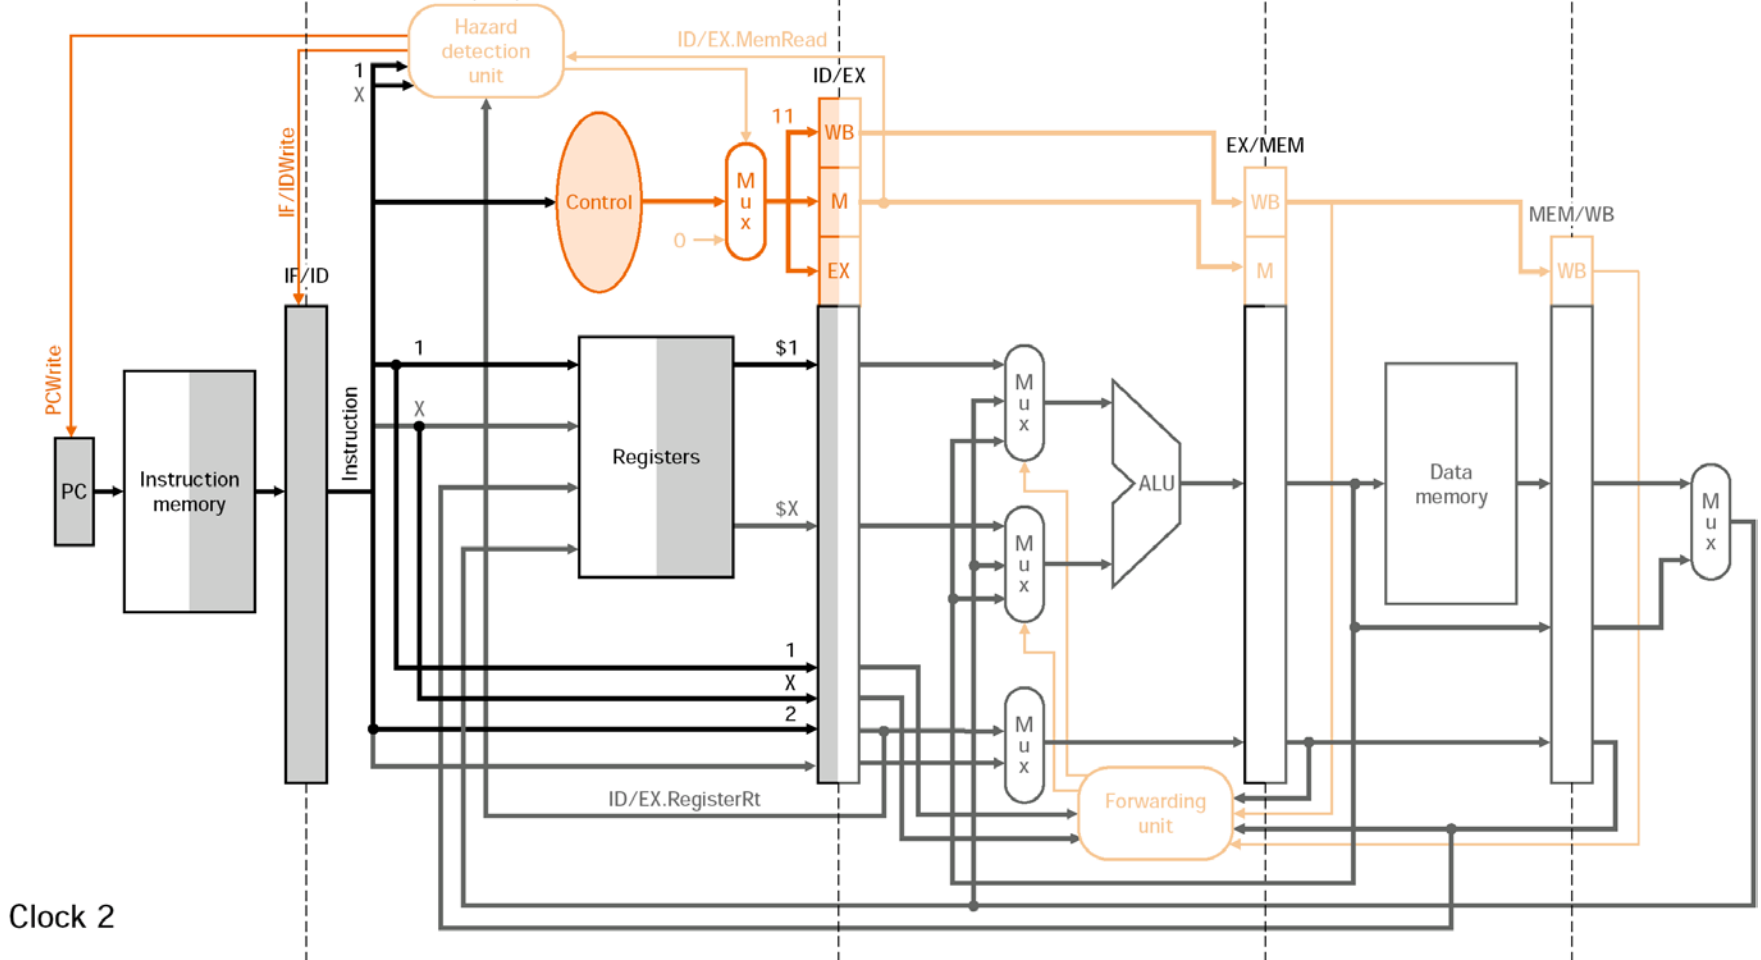 Hazard
detection
unit
ID/EX.MemRead
1
X
ID/EX
11
WB
EX/MEM
IF/IDWrite
Control
M
u
x
M
WB
MEM/WB
0
EX
M
WB
IF/ID
PCWrite
Instruction
1
$1
M
u
x
X
Registers
PC
Instruction
memory
ALU
Data
memory
M
u
x
$X
M
u
x
1
X
2
M
u
x
ID/EX.RegisterRt
Forwarding
unit
Clock 2